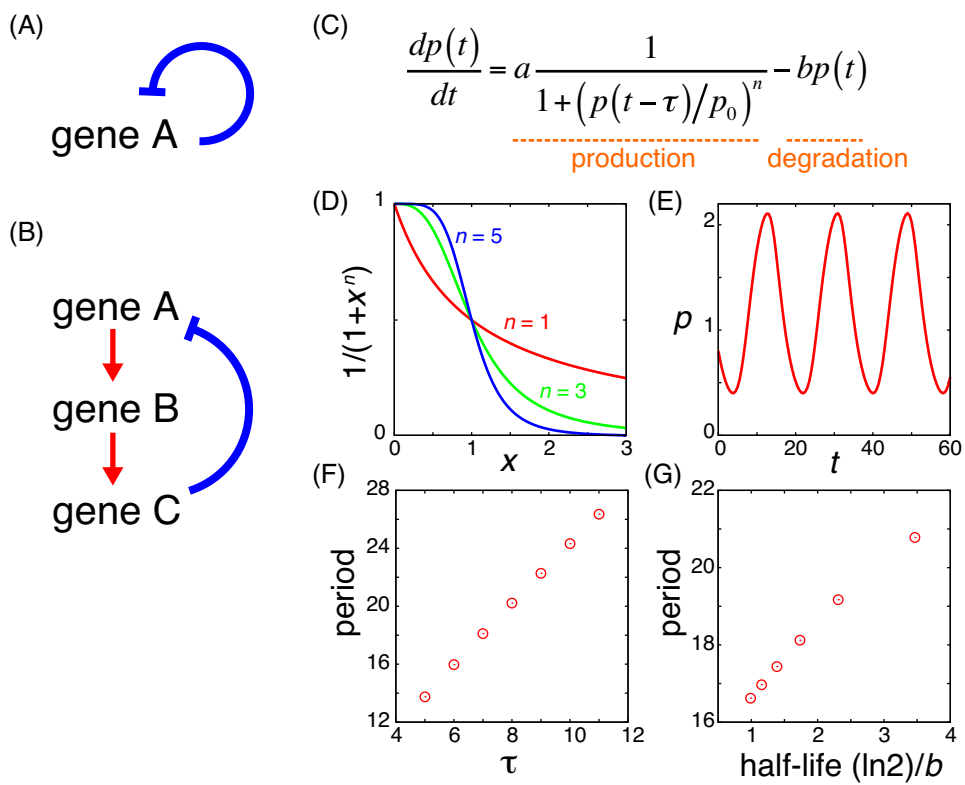 (A)
gene A
(B)
gene A
gene B
gene C
(C)
dp(t)/dt = a 1/(1+(p(t−τ)/p₀)ⁿ) − bp(t)
production degradation
(D)
1
0
1/(1+xⁿ)
n = 5
n = 1
n = 3
0 1 2 3
x
(E)
2
1
0
p
0 20 40 60
t
(F)
28
24
20
16
12
period
4 6 8 10 12
τ
(G)
22
20
18
16
period
0 1 2 3 4
half-life (ln2)/b